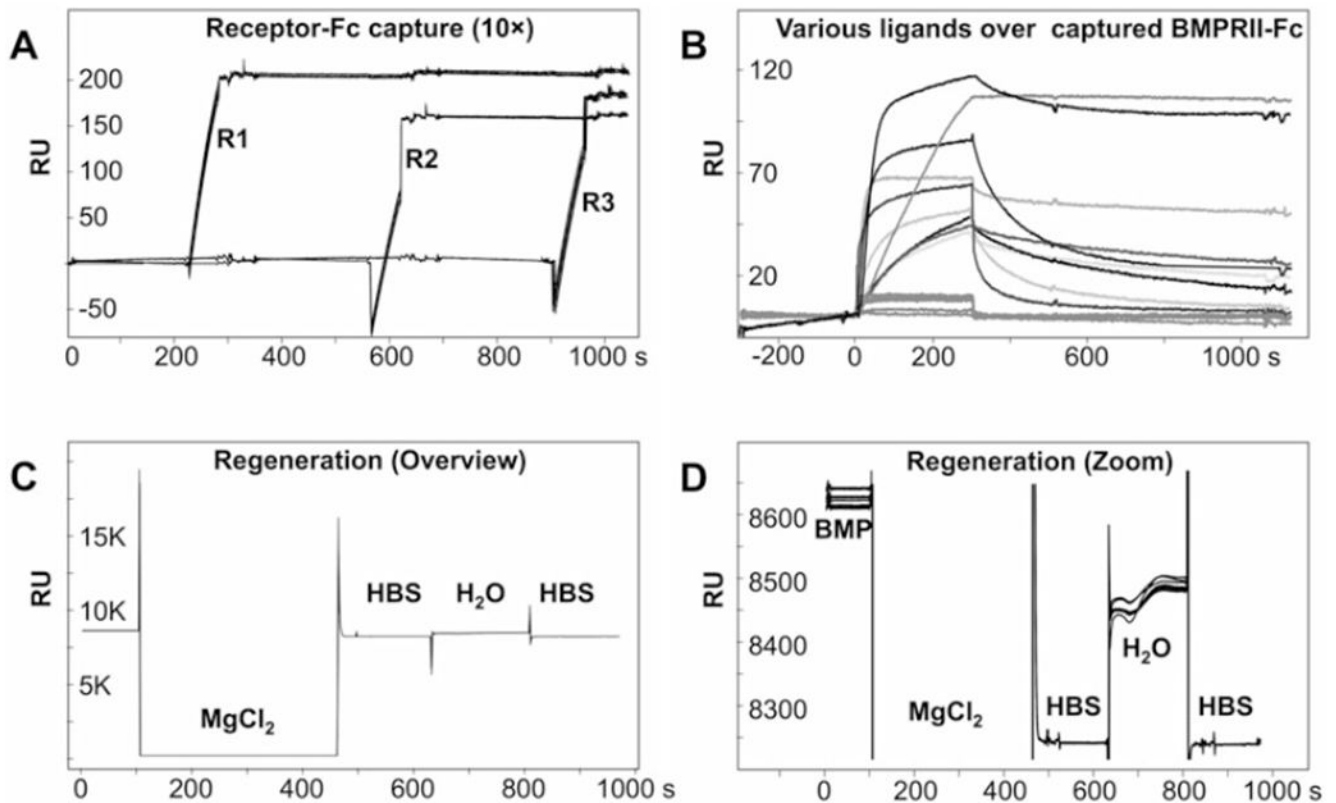 A
Receptor-Fc capture (10×)
RU
200
150
100
50
-50
R1
R2
R3
0 200 400 600 800 1000 s
B
Various ligands over captured BMPRII-Fc
RU
120
70
20
-200 0 200 600 1000 s
C
Regeneration (Overview)
RU
15K
10K
5K
HBS H₂O HBS
MgCl₂
0 200 400 600 800 1000 s
D
Regeneration (Zoom)
RU
8600
8500
8400
8300
BMP
H₂O
MgCl₂ HBS HBS
0 200 400 600 800 1000 s